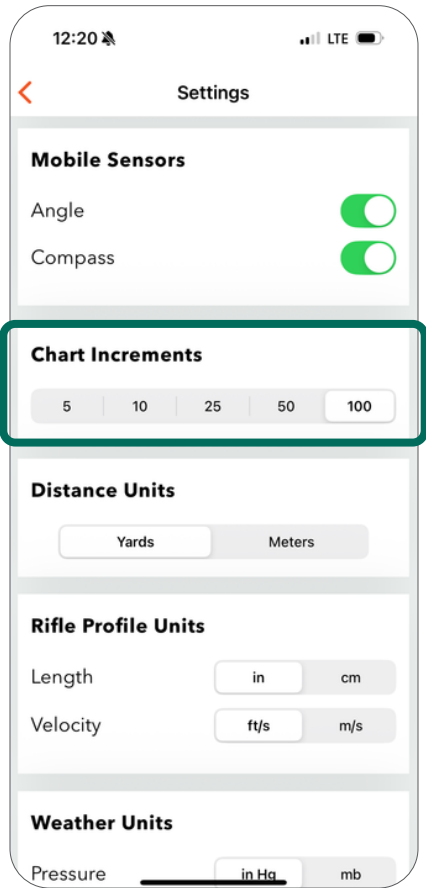 12:20 LTE
Settings
Mobile Sensors
Angle
Compass
Chart Increments
5 10 25 50 100
Distance Units
Yards Meters
Rifle Profile Units
Length in cm
Velocity ft/s m/s
Weather Units
Pressure in Hg mb